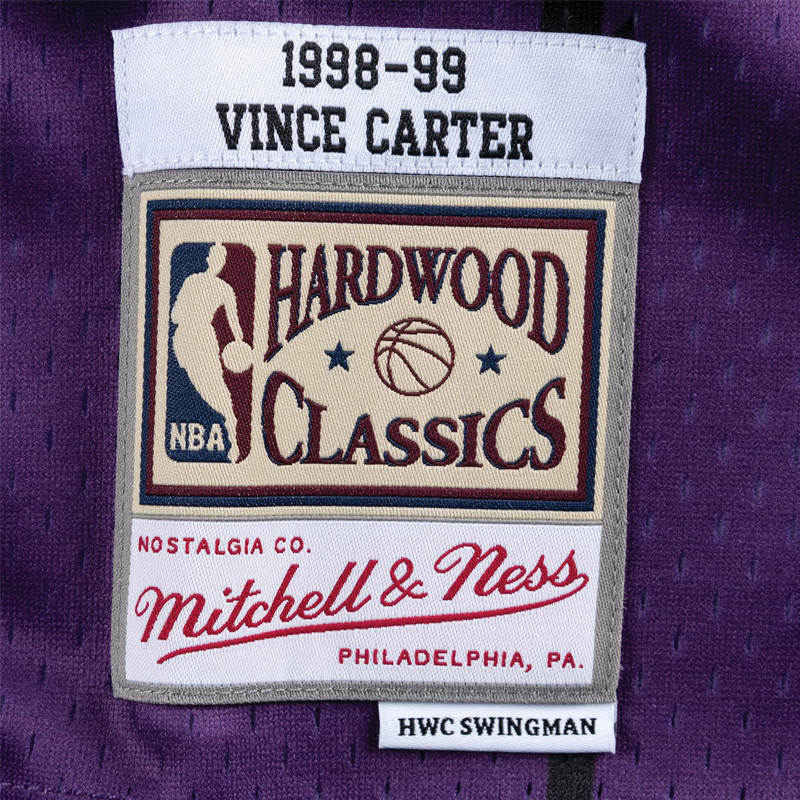 1998-99
VINCE CARTER
HARDWOOD
CLASSICS
NBA
NOSTALGIA CO.
Mitchell & Ness
PHILADELPHIA, PA.
HWC SWINGMAN